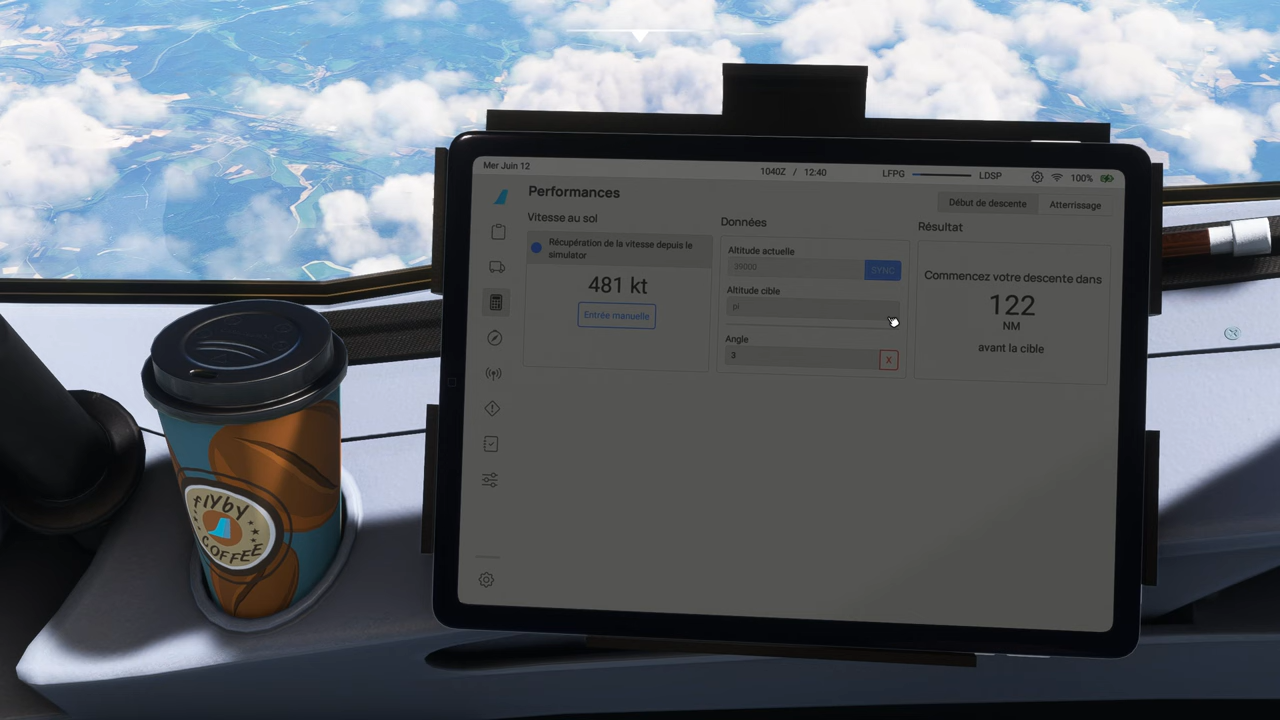 Mer Juin 12
1040Z / 12:40
LFPG
LDSP
100%
Performances
Début de descente
Atterrissage
Vitesse au sol
Récupération de la vitesse depuis le
simulator
481 kt
Entrée manuelle
Données
Altitude actuelle
SYNC
Altitude cible
pi
Angle
3
X
Résultat
Commencez votre descente dans
122
NM
avant la cible
flyby
COFFEE